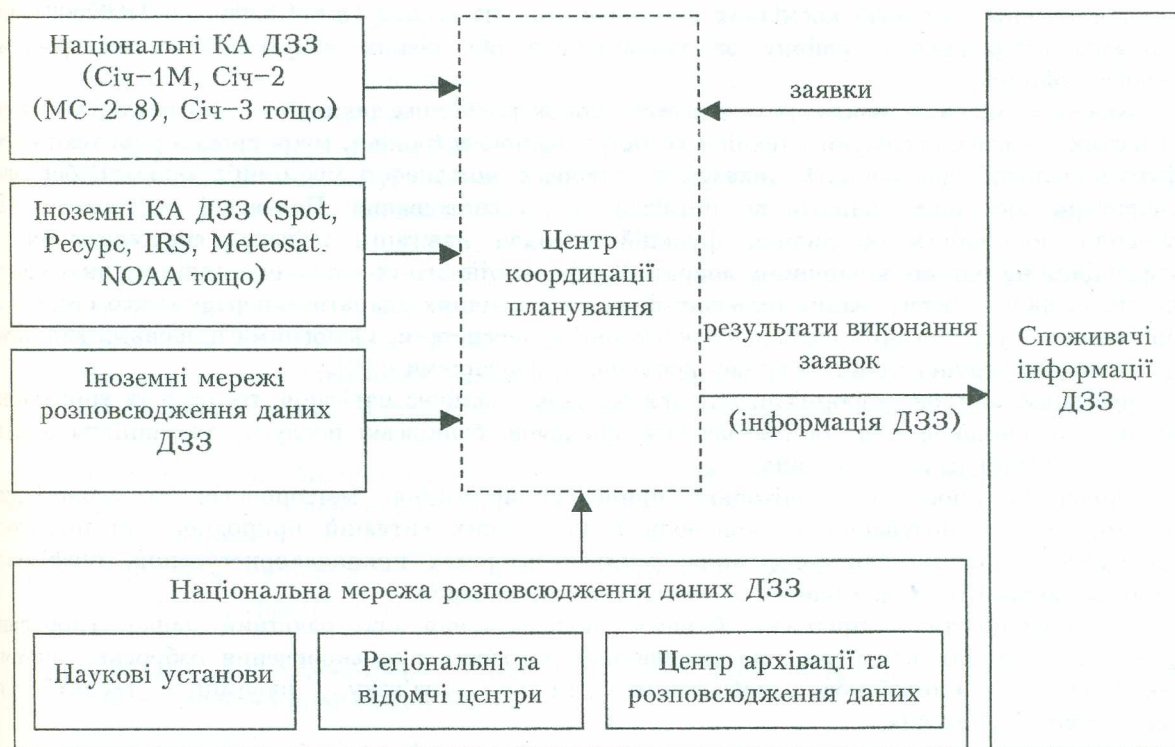 Національні КА ДЗЗ
(Січ–1М, Січ–2
(МС–2–8), Січ–3 тощо)
Іноземні КА ДЗЗ (Spot,
Ресурс, IRS, Meteosat.
NOAA тощо)
Іноземні мережі
розповсюдження даних
ДЗЗ
Центр
координації
планування
заявки
результати виконання
заявок
(інформація ДЗЗ)
Споживачі
інформації
ДЗЗ
Національна мережа розповсюдження даних ДЗЗ
Наукові установи
Регіональні та
відомчі центри
Центр архівації та
розповсюдження даних